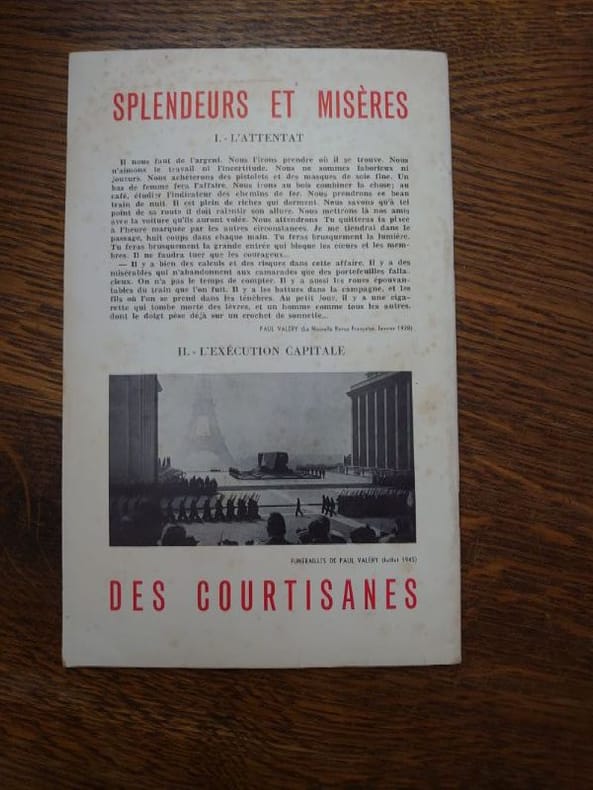 SPLENDEURS ET MISÈRES
I. - L'ATTENTAT
Il nous faut de l'argent. Nous l'irons prendre où il se trouve. Nous
n'aimons le travail ni l'incertitude. Nous ne sommes laborieux ni
joueurs. Nous achèterons des pistolets et des masques de soie fine. Un
bas de femme fera l'affaire. Nous irons au bois combiner la chose; au
café, étudier l'indicateur des chemins de fer. Nous prendrons ce beau
train de nuit. Il est plein de riches qui dorment. Nous savons qu'à tel
point de sa route il doit ralentir son allure. Nous mettrons là nos amis
avec la voiture qu'ils auront volée. Nous attendrons Tu quitteras ta place
à l'heure marquée par les autres circonstances. Je me tiendrai dans le
passage, huit coups dans chaque main. Tu feras brusquement la lumière.
Tu feras brusquement la grande entrée qui bloque les cœurs et les mem-
bres. Il ne faudra tuer que les courageux...
— Il y a bien des calculs et des risques dans cette affaire. Il y a des
misérables qui n'abandonnent aux camarades que des portefeuilles falla-
cieux. On n'a pas le temps de compter. Il y a aussi les roues épouvan-
tables du train que l'on fuit. Il y a les battues dans la campagne, et les
fils où l'on se prend dans les ténèbres. Au petit jour, il y a une ciga-
rette qui tombe morte des lèvres, et un homme comme tous les autres,
dont le doigt pèse déjà sur un crochet de sonnette...
PAUL VALÉRY (La Nouvelle Revue Française, février 1928)
II. - L'EXÉCUTION CAPITALE
FUNÉRAILLES DE PAUL VALÉRY (Juillet 1945)
DES COURTISANES